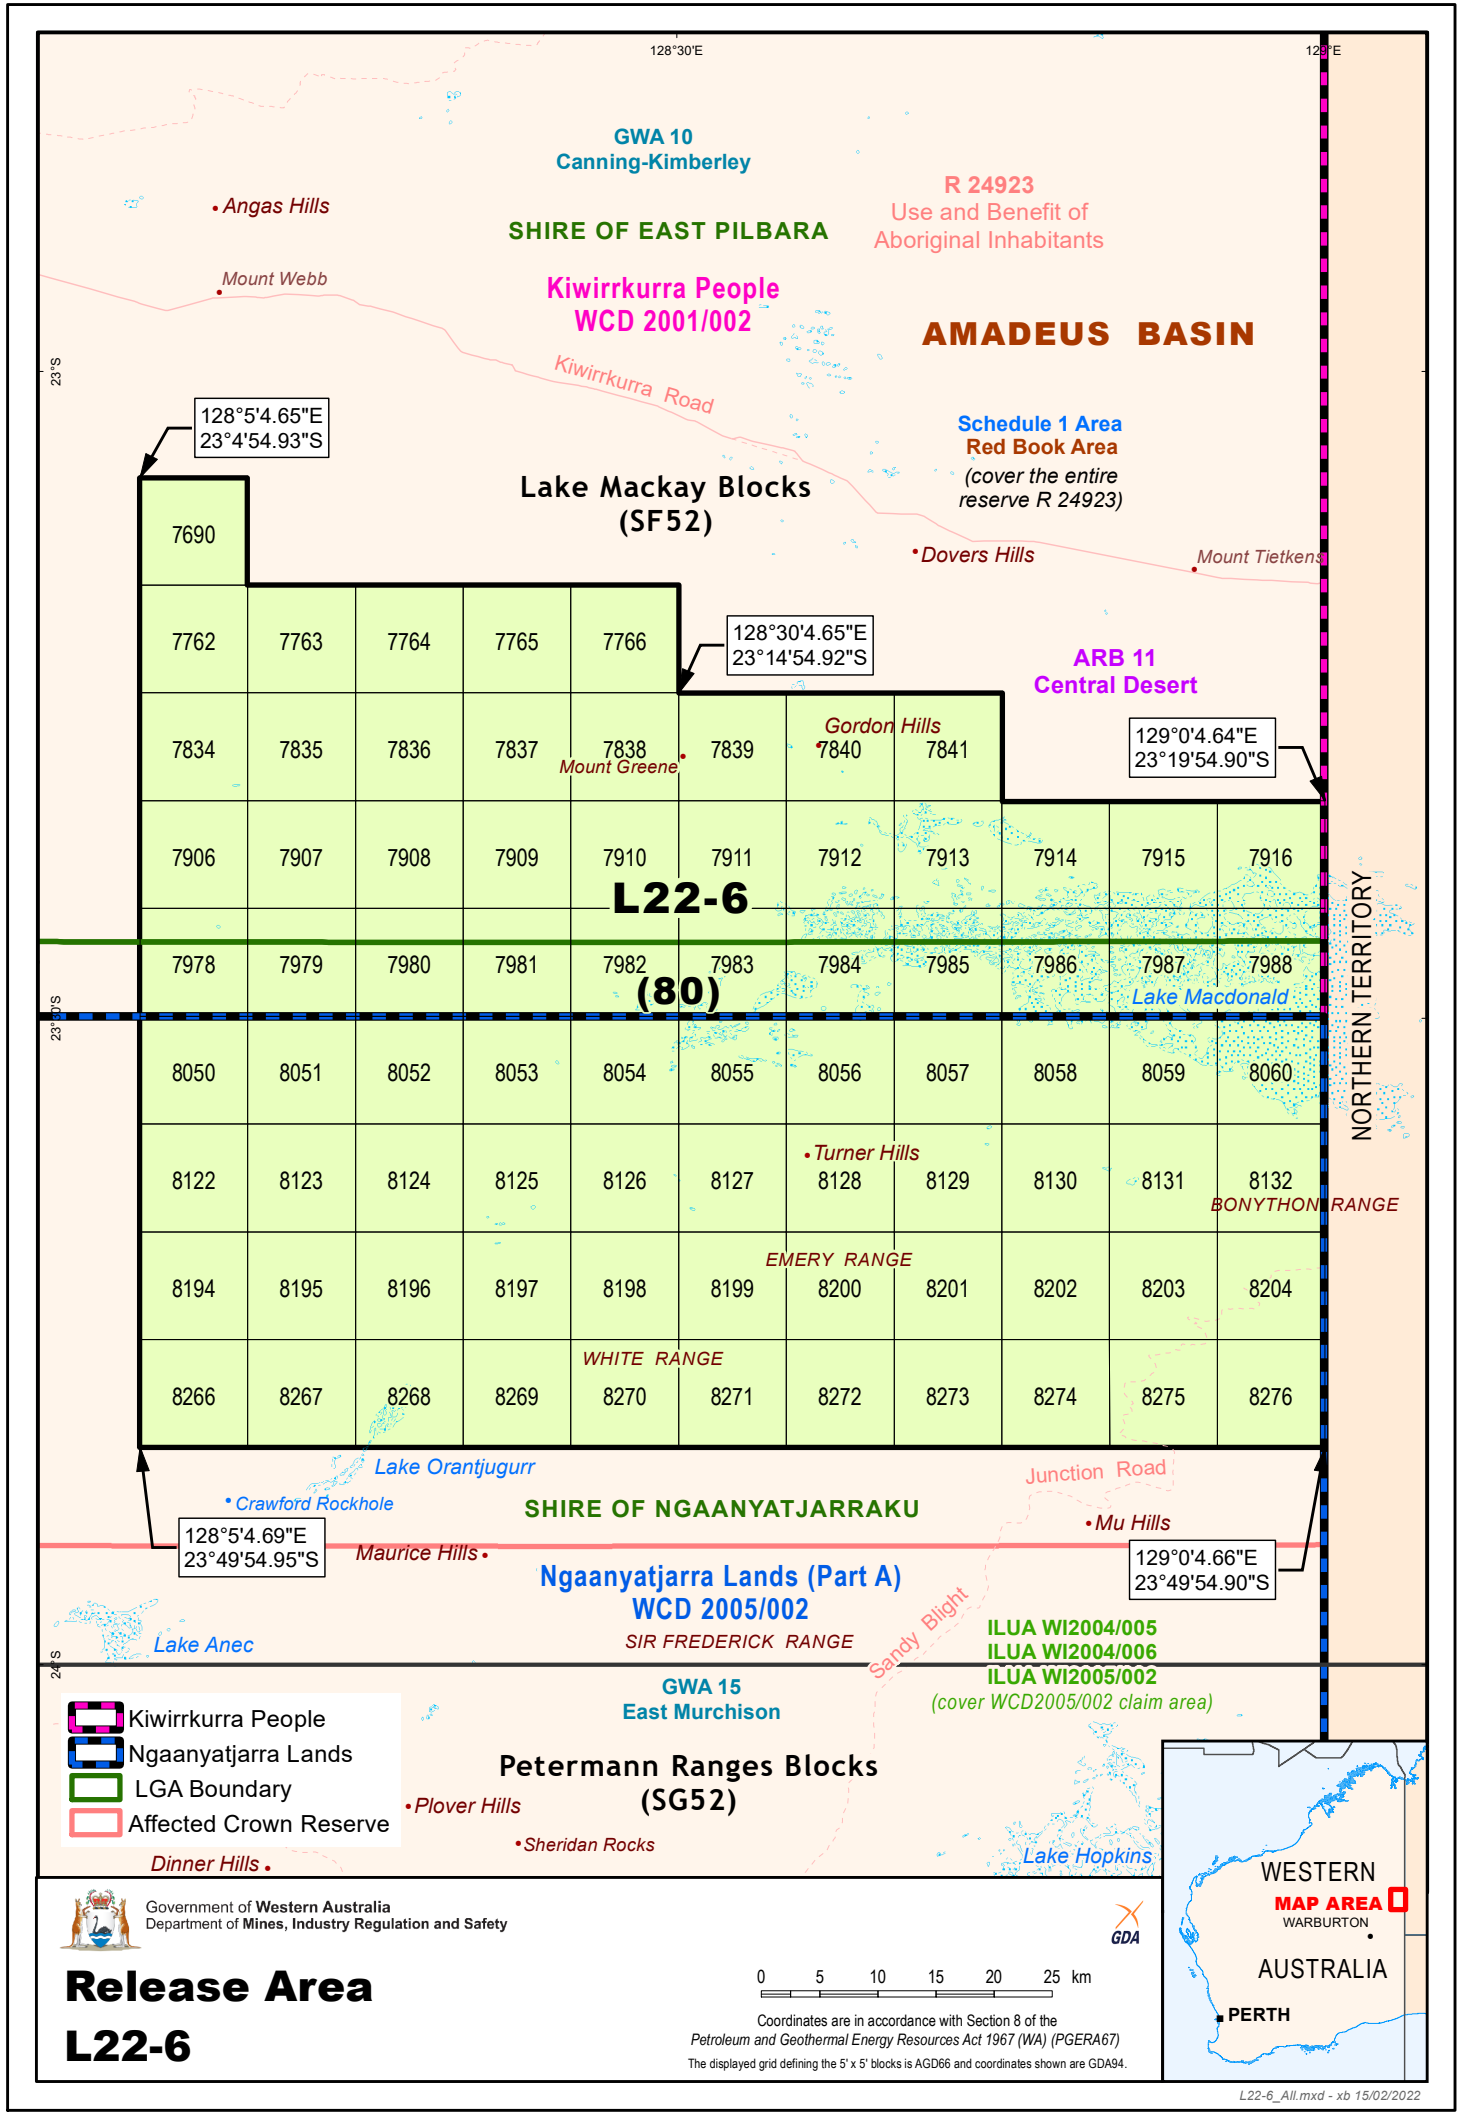 128°30'E
129°E
GWA 10
Canning-Kimberley
R 24923
Use and Benefit of
Aboriginal Inhabitants
Angas Hills
SHIRE OF EAST PILBARA
Mount Webb
Kiwirrkurra People
WCD 2001/002
AMADEUS BASIN
23°S
Kiwirrkurra Road
128°5'4.65"E
23°4'54.93"S
Schedule 1 Area
Red Book Area
(cover the entire
reserve R 24923)
Lake Mackay Blocks
(SF52)
7690
Dovers Hills
Mount Tietkens
7762 7763 7764 7765 7766
128°30'4.65"E
23°14'54.92"S
ARB 11
Central Desert
Gordon Hills
129°0'4.64"E
23°19'54.90"S
7834 7835 7836 7837 7838 7839 7840 7841
Mount Greene
7906 7907 7908 7909 7910 7911 7912 7913 7914 7915 7916
L22-6
7978 7979 7980 7981 7982 7983 7984 7985 7986 7987 7988
(80)
Lake Macdonald
NORTHERN TERRITORY
23°30'S
8050 8051 8052 8053 8054 8055 8056 8057 8058 8059 8060
Turner Hills
8122 8123 8124 8125 8126 8127 8128 8129 8130 8131 8132
BONYTHON RANGE
EMERY RANGE
8194 8195 8196 8197 8198 8199 8200 8201 8202 8203 8204
WHITE RANGE
8266 8267 8268 8269 8270 8271 8272 8273 8274 8275 8276
Lake Orantjugurr
Junction Road
Crawford Rockhole
SHIRE OF NGAANYATJARRAKU
Mu Hills
128°5'4.69"E
23°49'54.95"S
Maurice Hills
129°0'4.66"E
23°49'54.90"S
Ngaanyatjarra Lands (Part A)
WCD 2005/002
Sandy Blight
ILUA WI2004/005
ILUA WI2004/006
ILUA WI2005/002
(cover WCD2005/002 claim area)
Lake Anec
SIR FREDERICK RANGE
24°S
GWA 15
East Murchison
Kiwirrkurra People
Ngaanyatjarra Lands
LGA Boundary
Affected Crown Reserve
Petermann Ranges Blocks
(SG52)
Plover Hills
Sheridan Rocks
Lake Hopkins
Dinner Hills
WESTERN
MAP AREA
WARBURTON
AUSTRALIA
PERTH
Government of Western Australia
Department of Mines, Industry Regulation and Safety
GDA
Release Area
L22-6
0 5 10 15 20 25 km
Coordinates are in accordance with Section 8 of the
Petroleum and Geothermal Energy Resources Act 1967 (WA) (PGERA67)
The displayed grid defining the 5' x 5' blocks is AGD66 and coordinates shown are GDA94.
L22-6_All.mxd - xb 15/02/2022